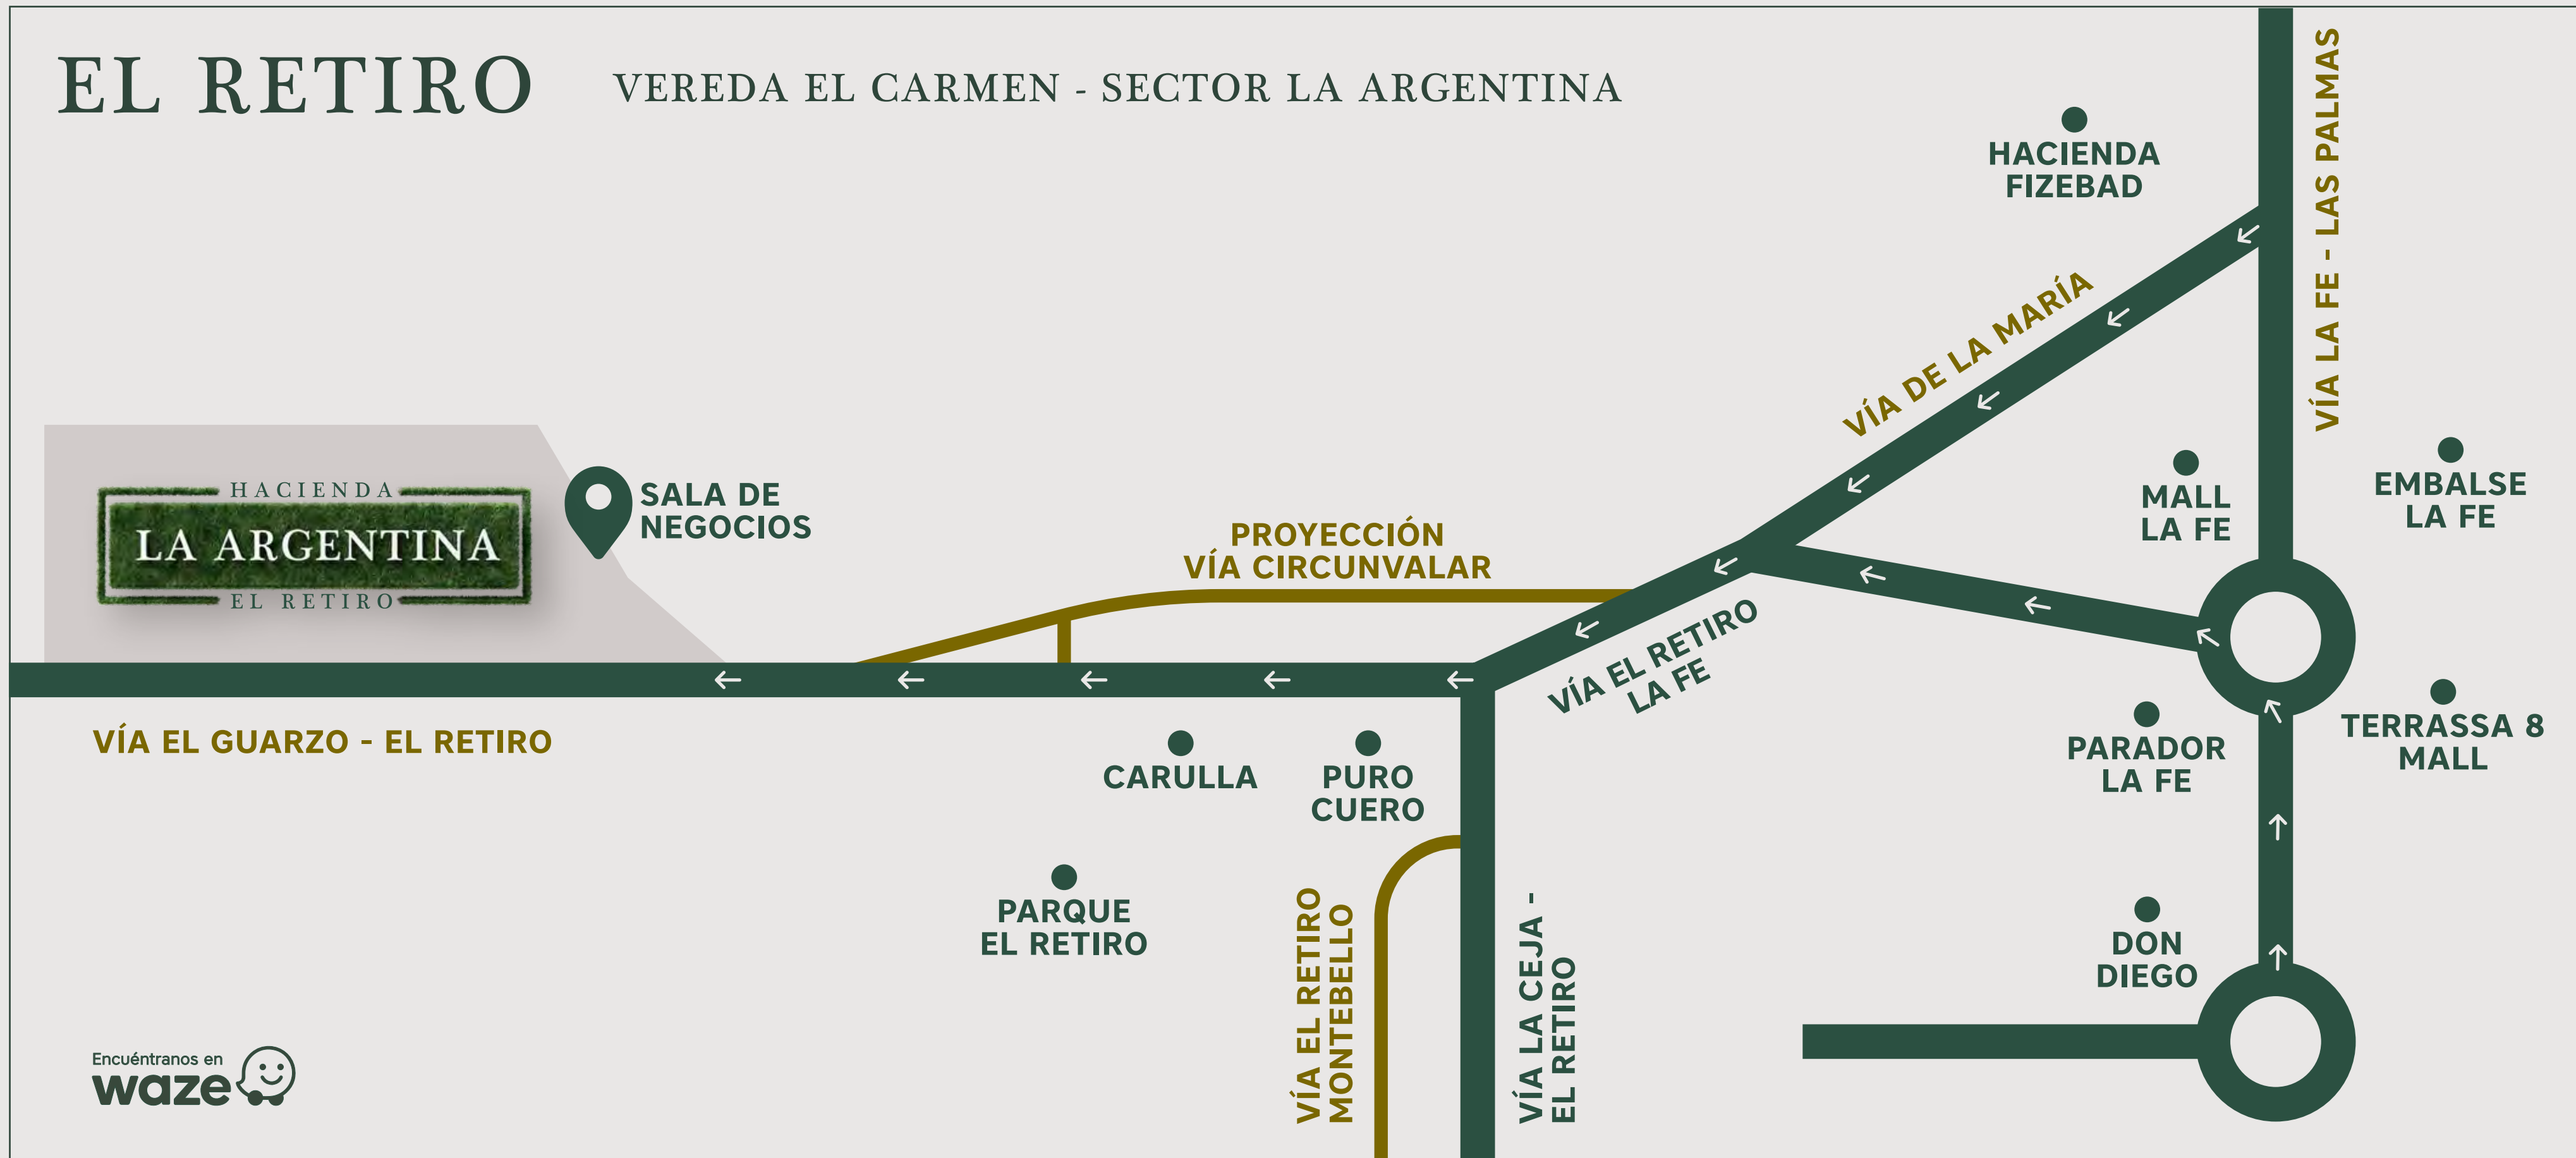 EL RETIRO
VEREDA EL CARMEN - SECTOR LA ARGENTINA
HACIENDA
FIZEBAD
VÍA LA FE - LAS PALMAS
VÍA DE LA MARÍA
MALL
LA FE
EMBALSE
LA FE
HACIENDA
LA ARGENTINA
EL RETIRO
SALA DE
NEGOCIOS
PROYECCIÓN
VÍA CIRCUNVALAR
VÍA EL RETIRO
LA FE
VÍA EL GUARZO - EL RETIRO
CARULLA
PURO
CUERO
PARADOR
LA FE
TERRASSA 8
MALL
PARQUE
EL RETIRO
VÍA EL RETIRO
MONTEBELLO
VÍA LA CEJA -
EL RETIRO
DON
DIEGO
Encuéntranos en
waze